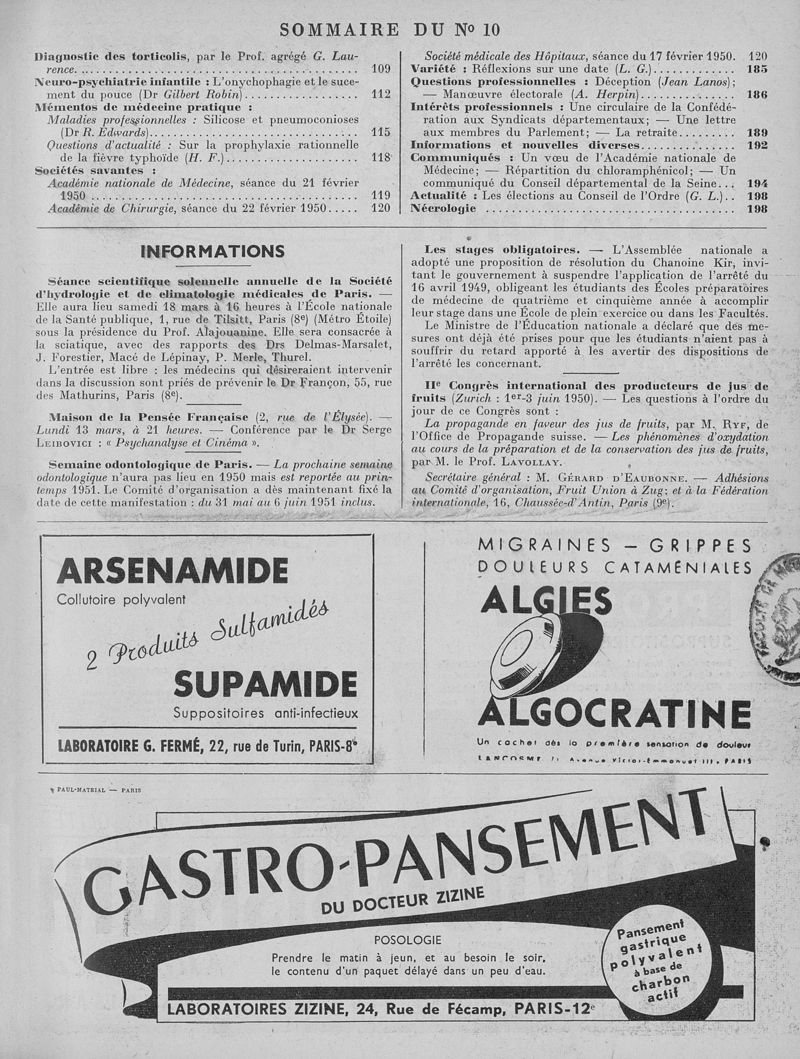 SOMMAIRE DU No 10
Diagnostic des torticolis, par le Prof. agrégé G. Lau-
rence. 109
Neuro-psychiatrie infantile : L'onychophagie et le suce-
ment du pouce (Dr Gilbert Robin) 112
Mémentos de médecine pratique :
Maladies professionnelles : Silicose et pneumoconioses
(Dr R. Edwards) 115
Questions d'actualité : Sur la prophylaxie rationnelle
de la fièvre typhoïde (H. F.) 118
Sociétés savantes :
Académie nationale de Médecine, séance du 21 février
1950 119
Académie de Chirurgie, séance du 22 février 1950 120
Société médicale des Hôpitaux, séance du 17 février 1950. 120
Variété : Réflexions sur une date (L. G.) 185
Questions professionnelles : Déception (Jean Lanos) ;
— Manœuvre électorale (A. Herpin) 186
Intérêts professionnels : Une circulaire de la Confédé-
ration aux Syndicats départementaux ; — Une lettre
aux membres du Parlement ; — La retraite 189
Informations et nouvelles diverses 192
Communiqués : Un vœu de l'Académie nationale de
Médecine ; — Répartition du chloramphénicol ; — Un
communiqué du Conseil départemental de la Seine 194
Actualité : Les élections au Conseil de l'Ordre (G. L.) 198
Nécrologie 198
INFORMATIONS
Séance scientifique solennelle annuelle de la Société
d'hydrologie et de climatologie médicales de Paris. —
Elle aura lieu samedi 18 mars à 16 heures à l'École nationale
de la Santé publique, 1, rue de Tilsitt, Paris (8e) (Métro Étoile)
sous la présidence du Prof. Alajouanine. Elle sera consacrée à
la sciatique, avec des rapports des Drs Delmas-Marsalet,
J. Forestier, Macé de Lépinay, P. Merle, Thurel.
L'entrée est libre : les médecins qui désireraient intervenir
dans la discussion sont priés de prévenir le Dr Françon, 55, rue
des Mathurins, Paris (8e).
Maison de la Pensée Française (2, rue de l'Élysée). —
Lundi 13 mars, à 21 heures. — Conférence par le Dr Serge
LEIBOVICI : « Psychanalyse et Cinéma ».
Semaine odontologique de Paris. — La prochaine semaine
odontologique n'aura pas lieu en 1950 mais est reportée au prin-
temps 1951. Le Comité d'organisation a dès maintenant fixé la
date de cette manifestation : du 31 mai au 6 juin 1951 inclus.
Les stages obligatoires. — L'Assemblée nationale a
adopté une proposition de résolution du Chanoine Kir, invi-
tant le gouvernement à suspendre l'application de l'arrêté du
16 avril 1949, obligeant les étudiants des Écoles préparatoires
de médecine de quatrième et cinquième année à accomplir
leur stage dans une École de plein exercice ou dans les Facultés.
Le Ministre de l'Éducation nationale a déclaré que des me-
sures ont déjà été prises pour que les étudiants n'aient pas à
souffrir du retard apporté à les avertir des dispositions de
l'arrêté les concernant.
IIe Congrès international des producteurs de jus de
fruits (Zurich : 1er-3 juin 1950). — Les questions à l'ordre du
jour de ce Congrès sont :
La propagande en faveur des jus de fruits, par M. RYF, de
l'Office de Propagande suisse. — Les phénomènes d'oxydation
au cours de la préparation et de la conservation des jus de fruits,
par M. le Prof. LAVOLLAY.
Secrétaire général : M. GÉRARD D'EAUBONNE. — Adhésions
au Comité d'organisation, Fruit Union à Zug ; et à la Fédération
internationale, 16, Chaussée-d'Antin, Paris (9e).
ARSENAMIDE
Collutoire polyvalent
2 Produits Sulfamidés
SUPAMIDE
Suppositoires anti-infectieux
LABORATOIRE G. FERMÉ, 22, rue de Turin, PARIS-8e
MIGRAINES — GRIPPES
DOULEURS CATAMÉNIALES
ALGIES
ALGOCRATINE
Un cachet dès la première sensation de douleur
LANCOSME 71 Avenue Victor-Emmanuel III. PARIS
FACULTÉ DE
PAUL-MATRIAL — PARIS
GASTRO-PANSEMENT
DU DOCTEUR ZIZINE
POSOLOGIE
Prendre le matin à jeun, et au besoin le soir,
le contenu d'un paquet délayé dans un peu d'eau.
Pansement
gastrique
polyvalent
à base de
charbon
actif
LABORATOIRES ZIZINE, 24, Rue de Fécamp, PARIS-12e